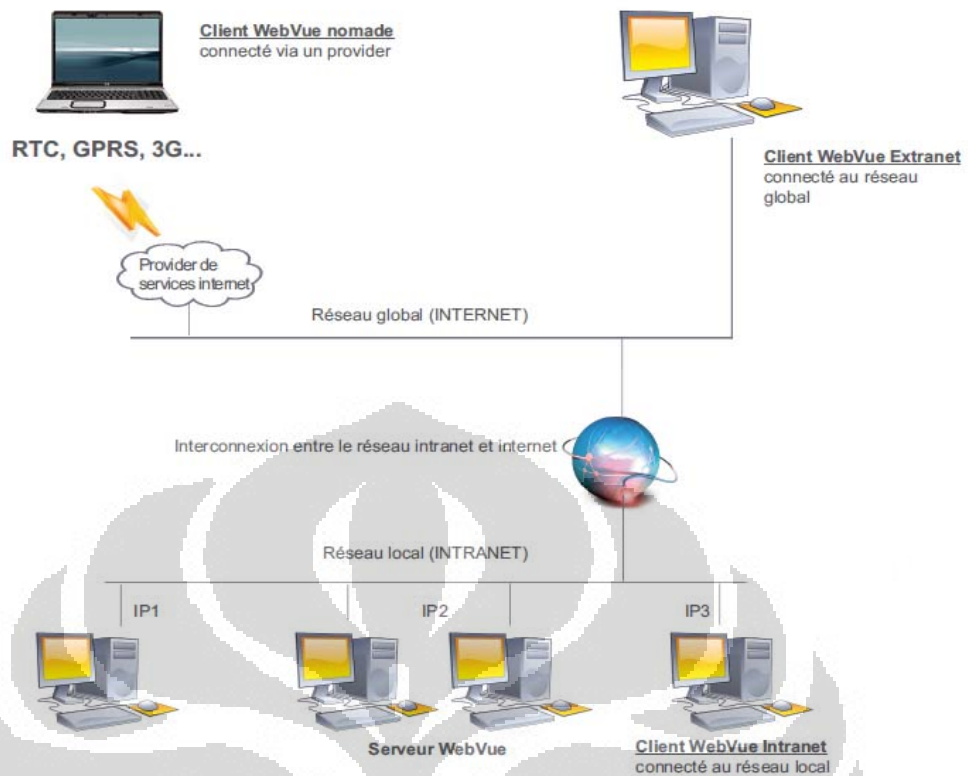 Client WebVue nomade
connecté via un provider
RTC, GPRS, 3G...
Client WebVue Extranet
connecté au réseau
global
Provider de
services internet
Réseau global (INTERNET)
Interconnexion entre le réseau intranet et internet
Réseau local (INTRANET)
IP1
IP2
IP3
Serveur WebVue
Client WebVue Intranet
connecté au réseau local